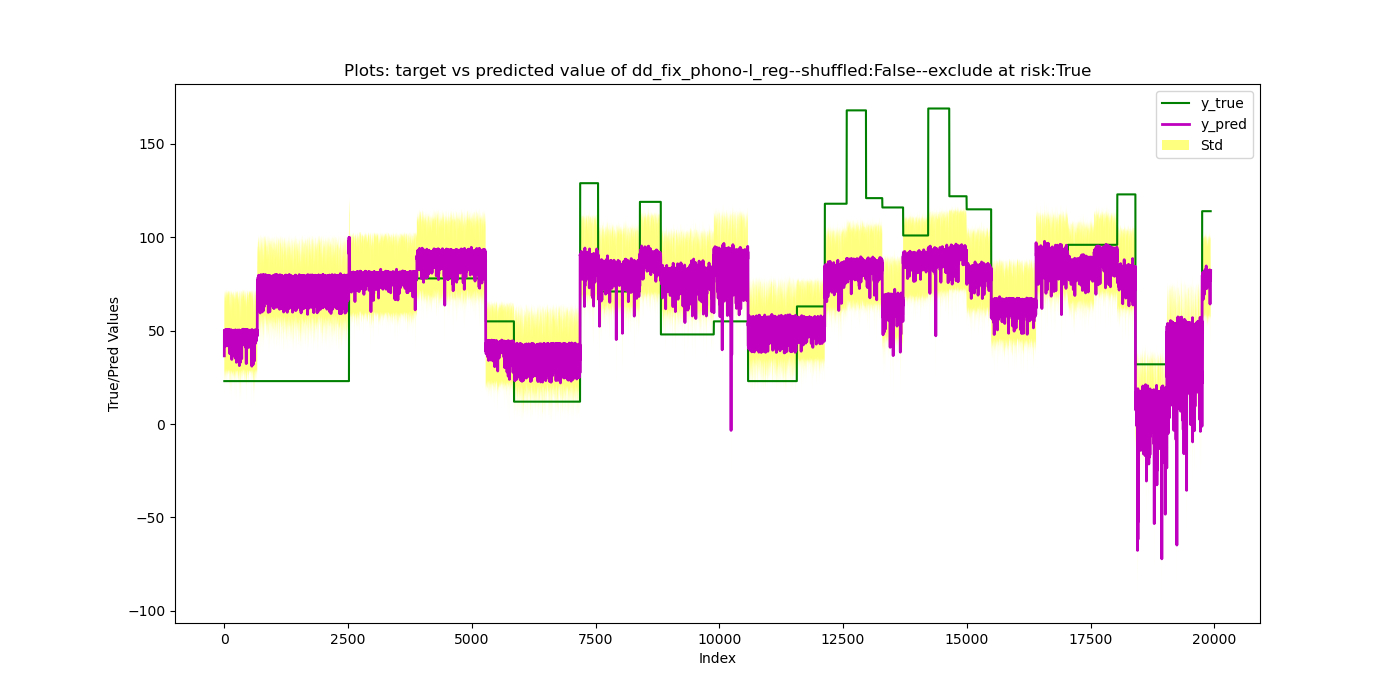 Plots: target vs predicted value of dd_fix_phono-l_reg--shuffled:False--exclude at risk:True
y_true
y_pred
Std
150
100
50
0
−50
−100
True/Pred Values
0 2500 5000 7500 10000 12500 15000 17500 20000
Index